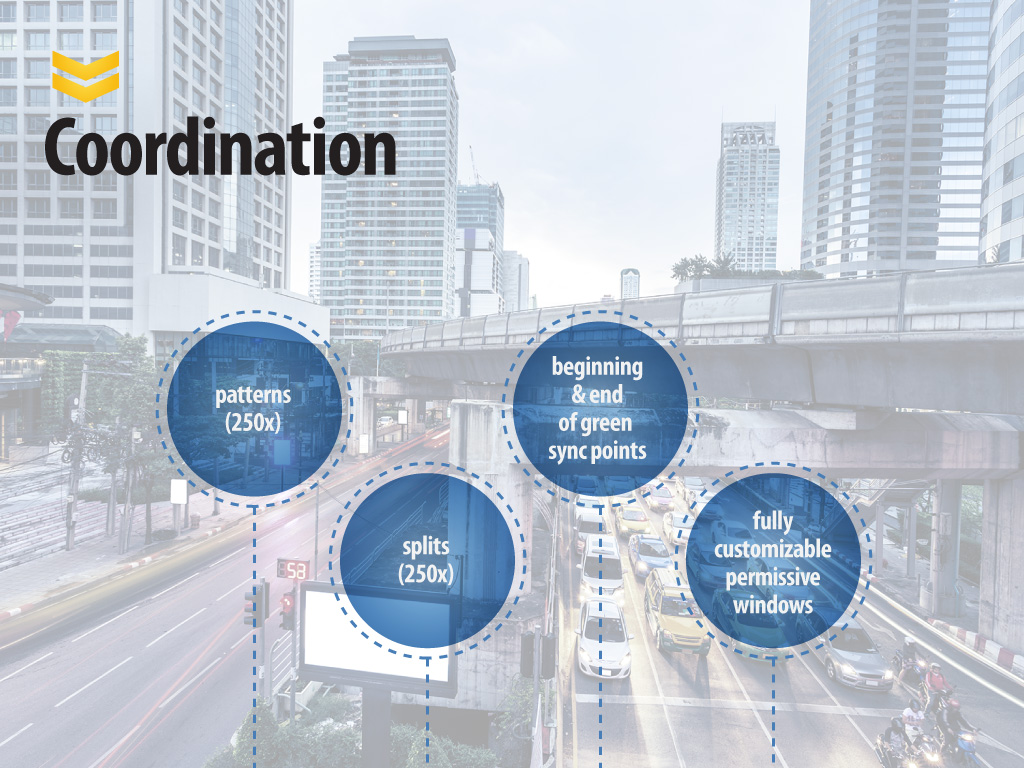 Coordination
patterns
(250x)
beginning
& end
of green
sync points
splits
(250x)
fully
customizable
permissive
windows
58